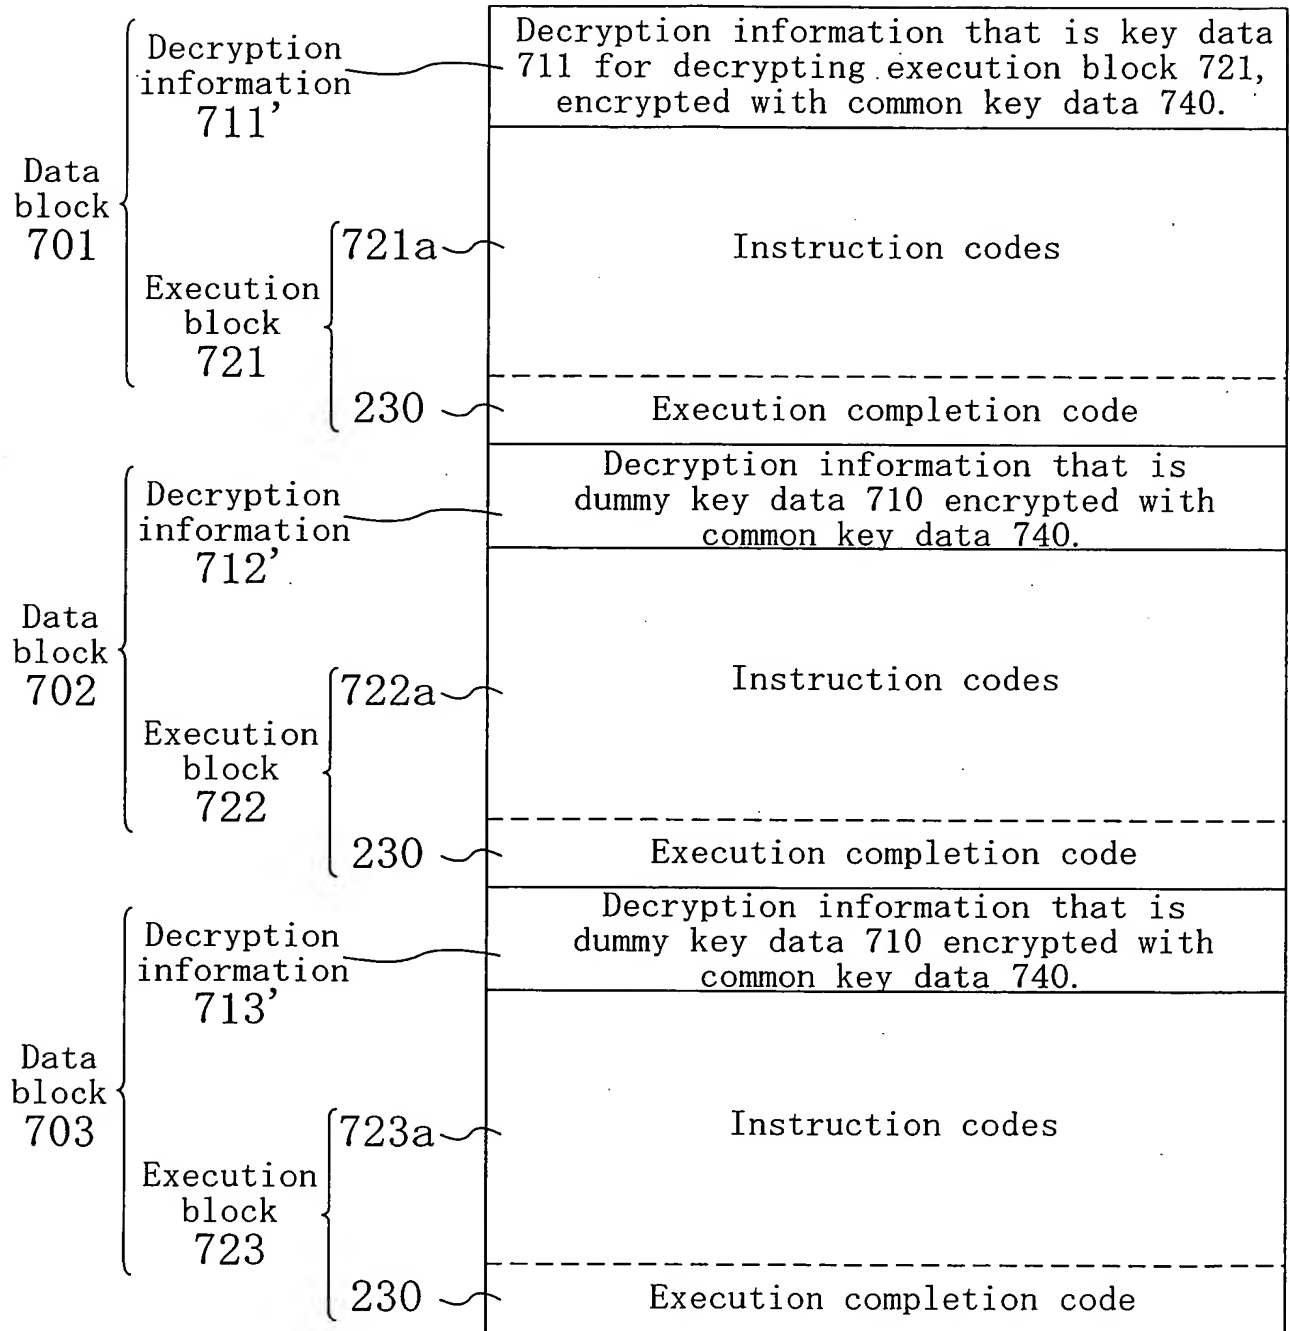 Decryption information that is key data
711 for decrypting execution block 721,
encrypted with common key data 740.
Decryption
information
711’
Data
block
701
721a
Instruction codes
Execution
block
721
230
Execution completion code
Decryption information that is
dummy key data 710 encrypted with
common key data 740.
Decryption
information
712’
Data
block
702
722a
Instruction codes
Execution
block
722
230
Execution completion code
Decryption information that is
dummy key data 710 encrypted with
common key data 740.
Decryption
information
713’
Data
block
703
723a
Instruction codes
Execution
block
723
230
Execution completion code